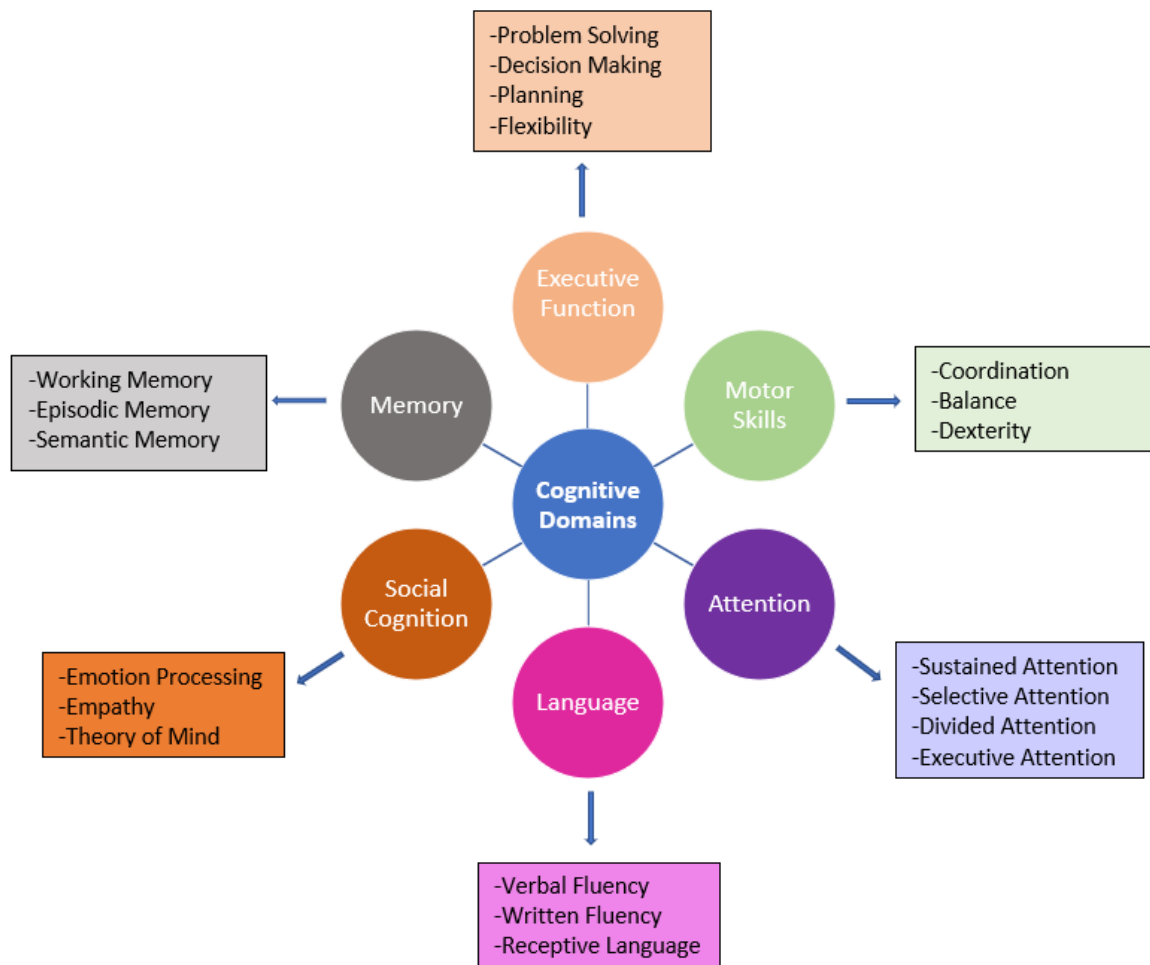 -Problem Solving
-Decision Making
-Planning
-Flexibility
Executive
Function
Memory
-Working Memory
-Episodic Memory
-Semantic Memory
Motor
Skills
-Coordination
-Balance
-Dexterity
Cognitive
Domains
Social
Cognition
-Emotion Processing
-Empathy
-Theory of Mind
Attention
-Sustained Attention
-Selective Attention
-Divided Attention
-Executive Attention
Language
-Verbal Fluency
-Written Fluency
-Receptive Language